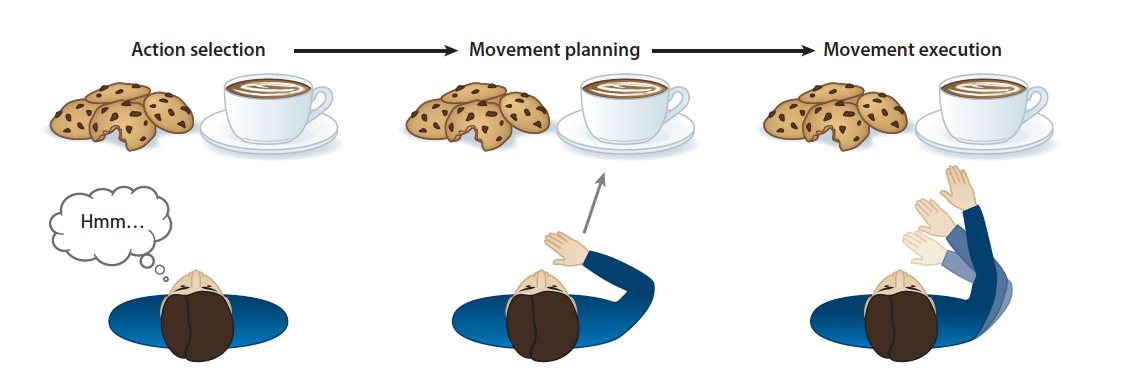 Action selection
Movement planning
Movement execution
Hmm...